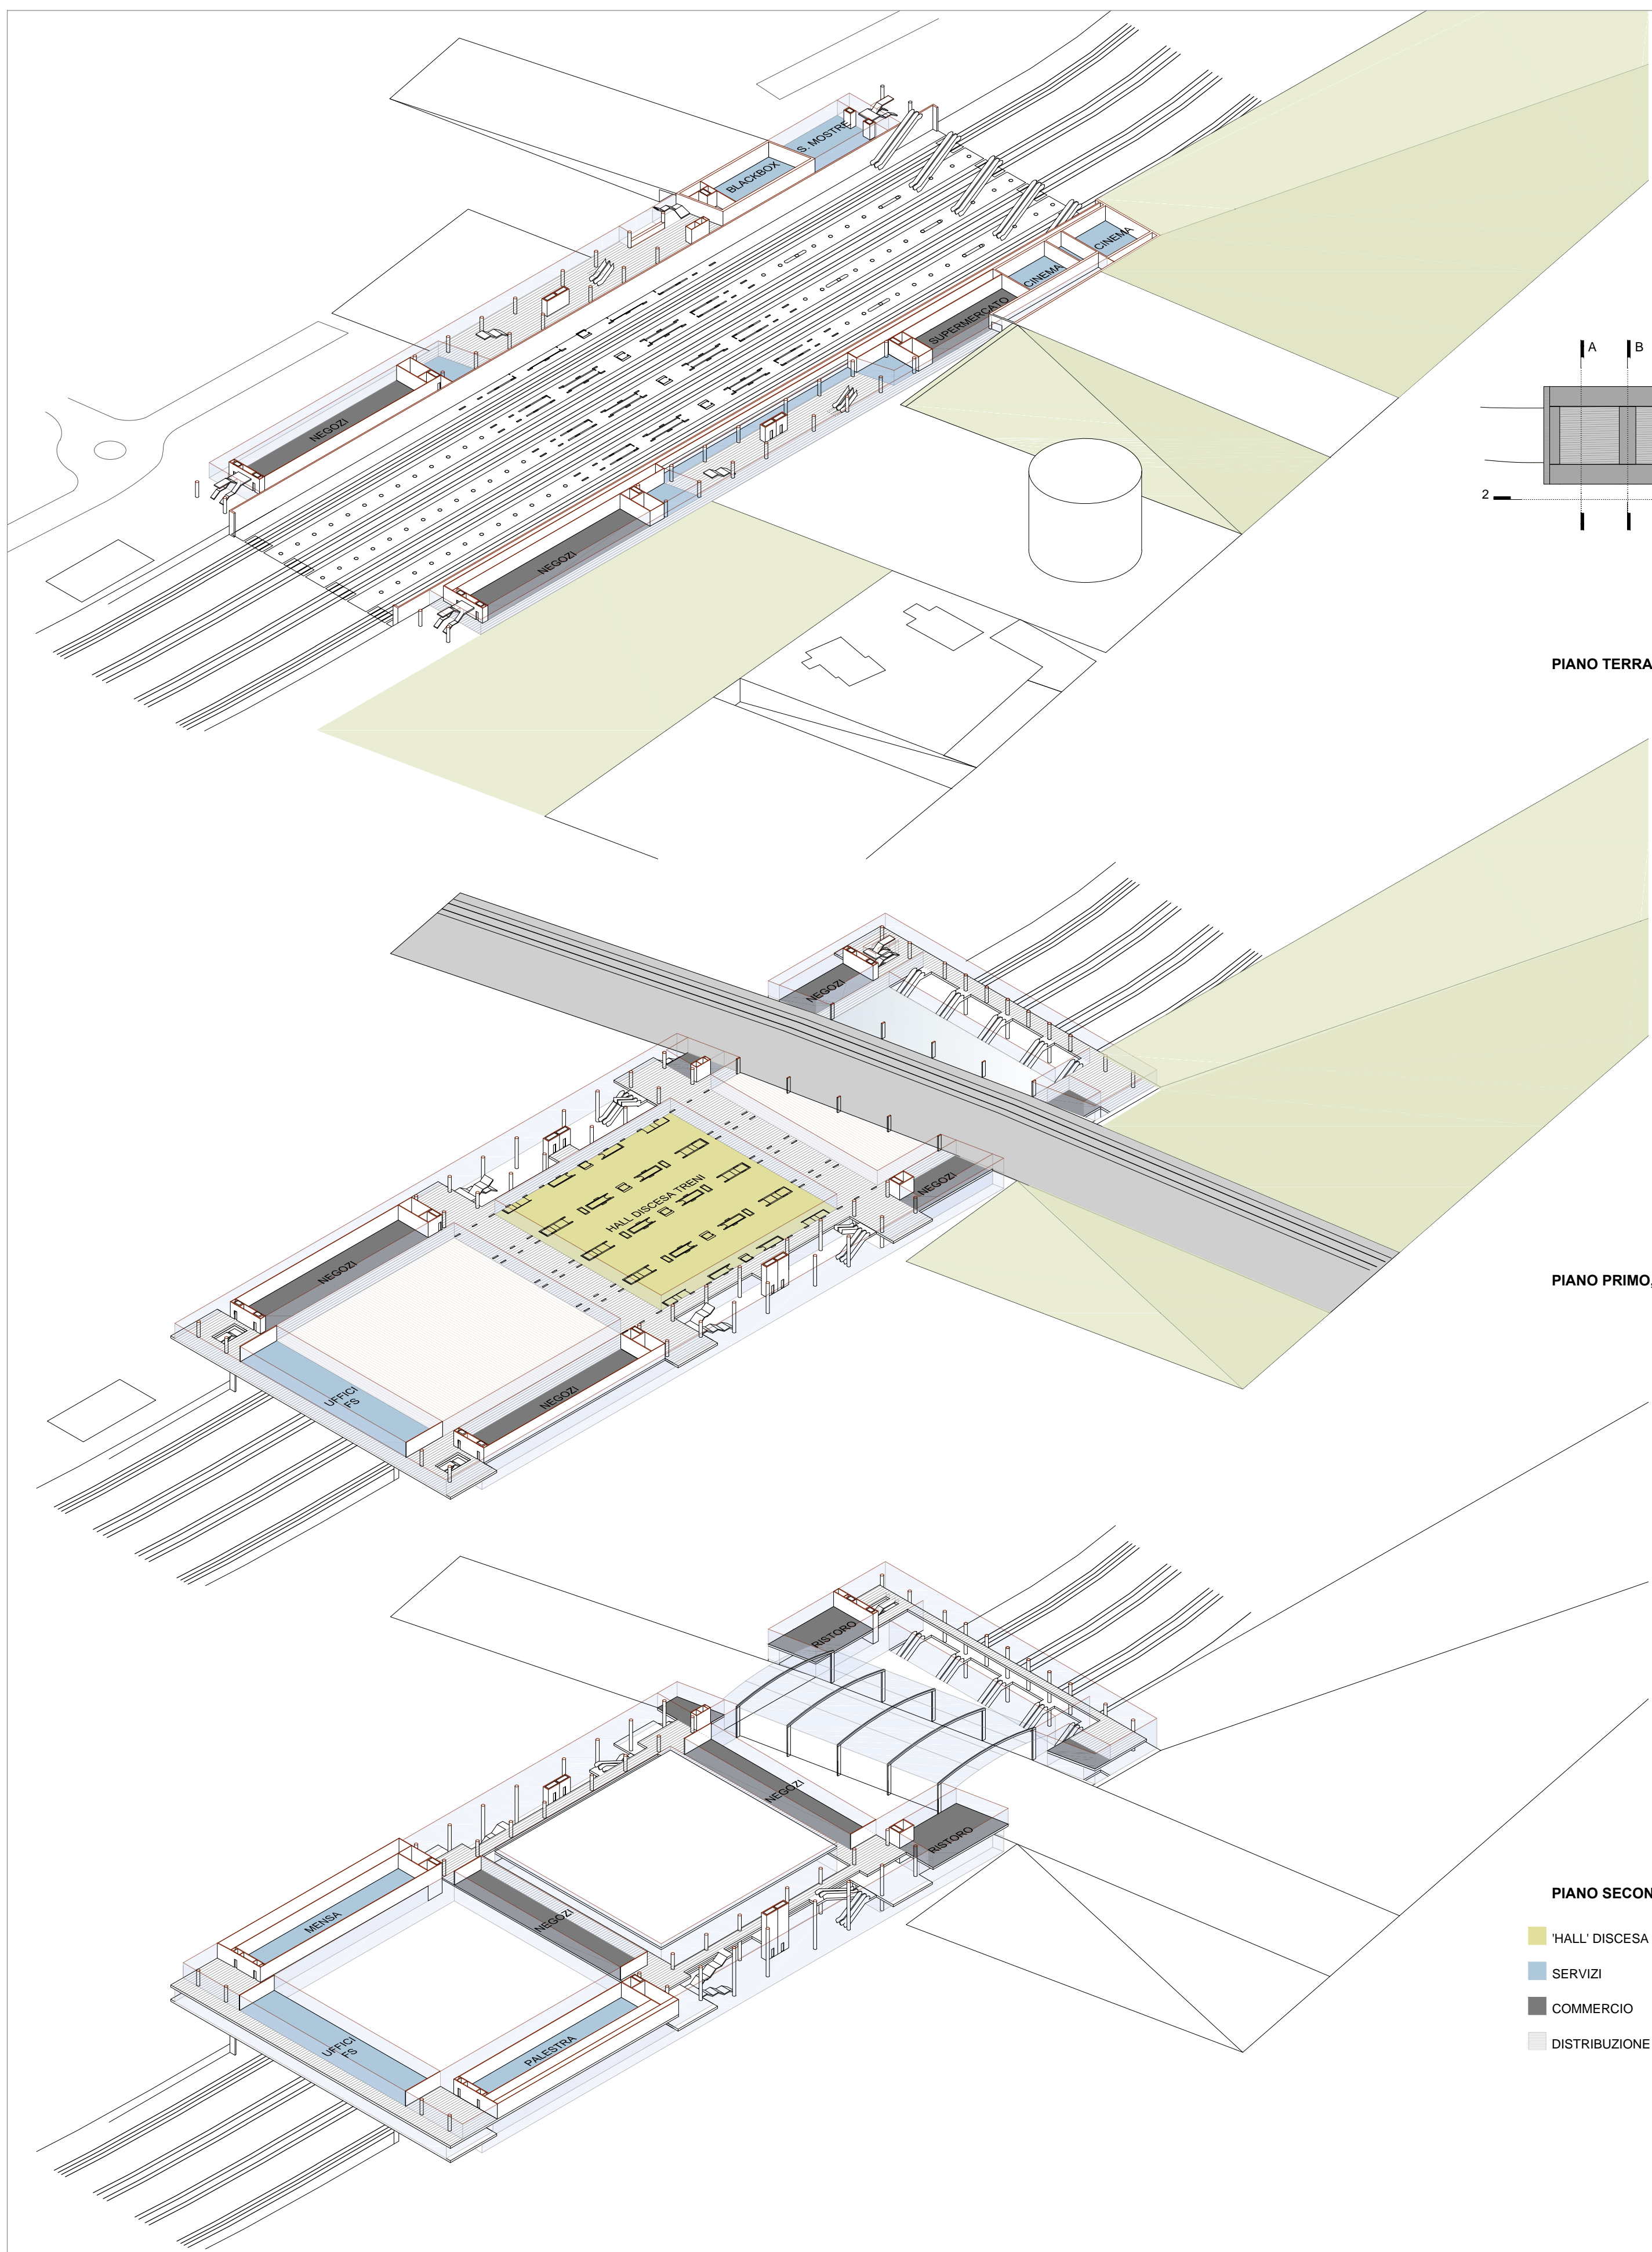 S. MOSTRE
BLACKBOX
CINEMA
CINEMA
SUPERMERCATO
NEGOZI
NEGOZI
A
B
2
PIANO TERRA
NEGOZI
NEGOZI
HALL DISCESA TRENI
NEGOZI
UFFICI
FS
NEGOZI
PIANO PRIMO,
RISTORO
NEGOZI
RISTORO
NEGOZI
MENSA
UFFICI
FS
PALESTRA
PIANO SECON
'HALL' DISCESA
SERVIZI
COMMERCIO
DISTRIBUZIONE